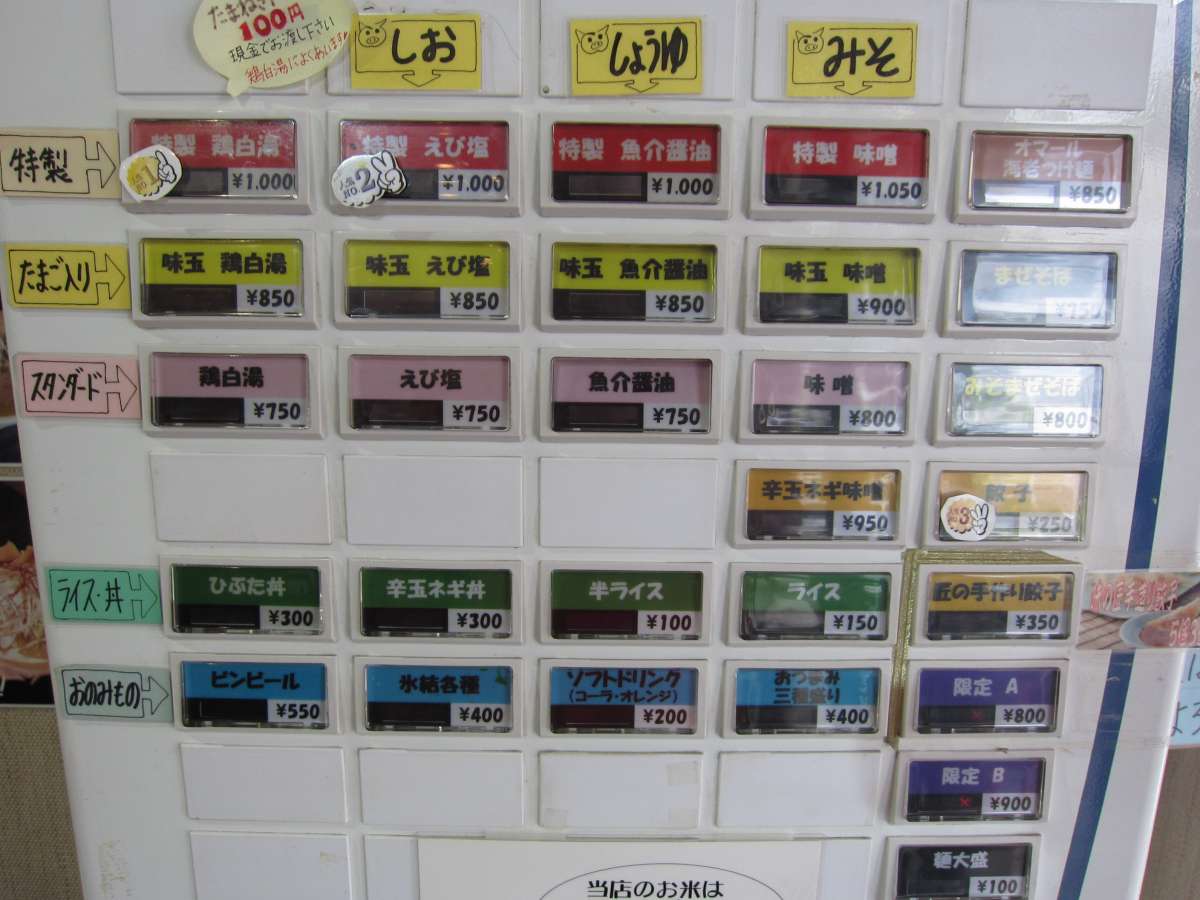 たまねぎ
100円
現金でお渡し下さい
鶏白湯によくあいます!
しお
しょうゆ
みそ
特製
特製 鶏白湯
¥1.000
人気NO.1
特製 えび塩
¥1.000
人気NO.2
特製 魚介醤油
¥1.000
特製 味噌
¥1.050
オマール
海老つけ麺
¥850
たまご入り
味玉 鶏白湯
¥850
味玉 えび塩
¥850
味玉 魚介醤油
¥850
味玉 味噌
¥900
まぜそば
¥750
スタンダード
鶏白湯
¥750
えび塩
¥750
魚介醤油
¥750
味噌
¥800
みそまぜそば
¥800
辛玉ネギ味噌
¥950
餃子
3
¥250
ライス・丼
ひぶた丼
¥300
辛玉ネギ丼
¥300
半ライス
¥100
ライス
¥150
匠の手作り餃子
¥350
おのみもの
ビンビール
¥550
氷結各種
¥400
ソフトドリンク
(コーラ・オレンジ)
¥200
おつまみ
三種盛り
¥400
限定 A
¥800
限定 B
¥900
麺大盛
¥100
当店のお米は